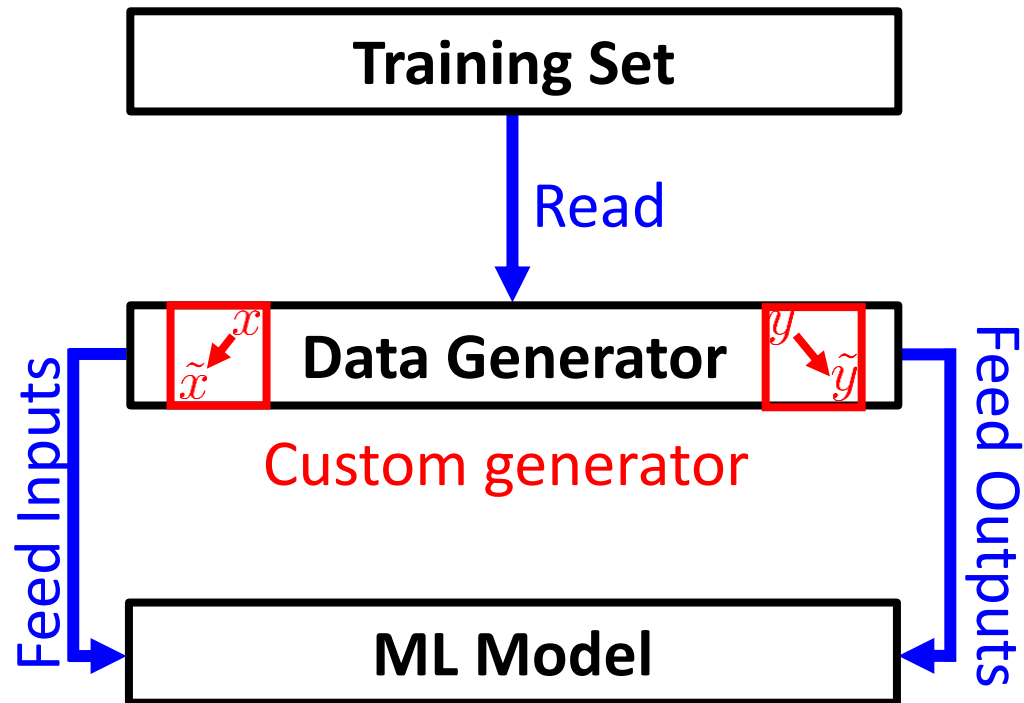 Training Set
Read
x
x̃
Data Generator
y
ỹ
Custom generator
Feed Inputs
Feed Outputs
ML Model